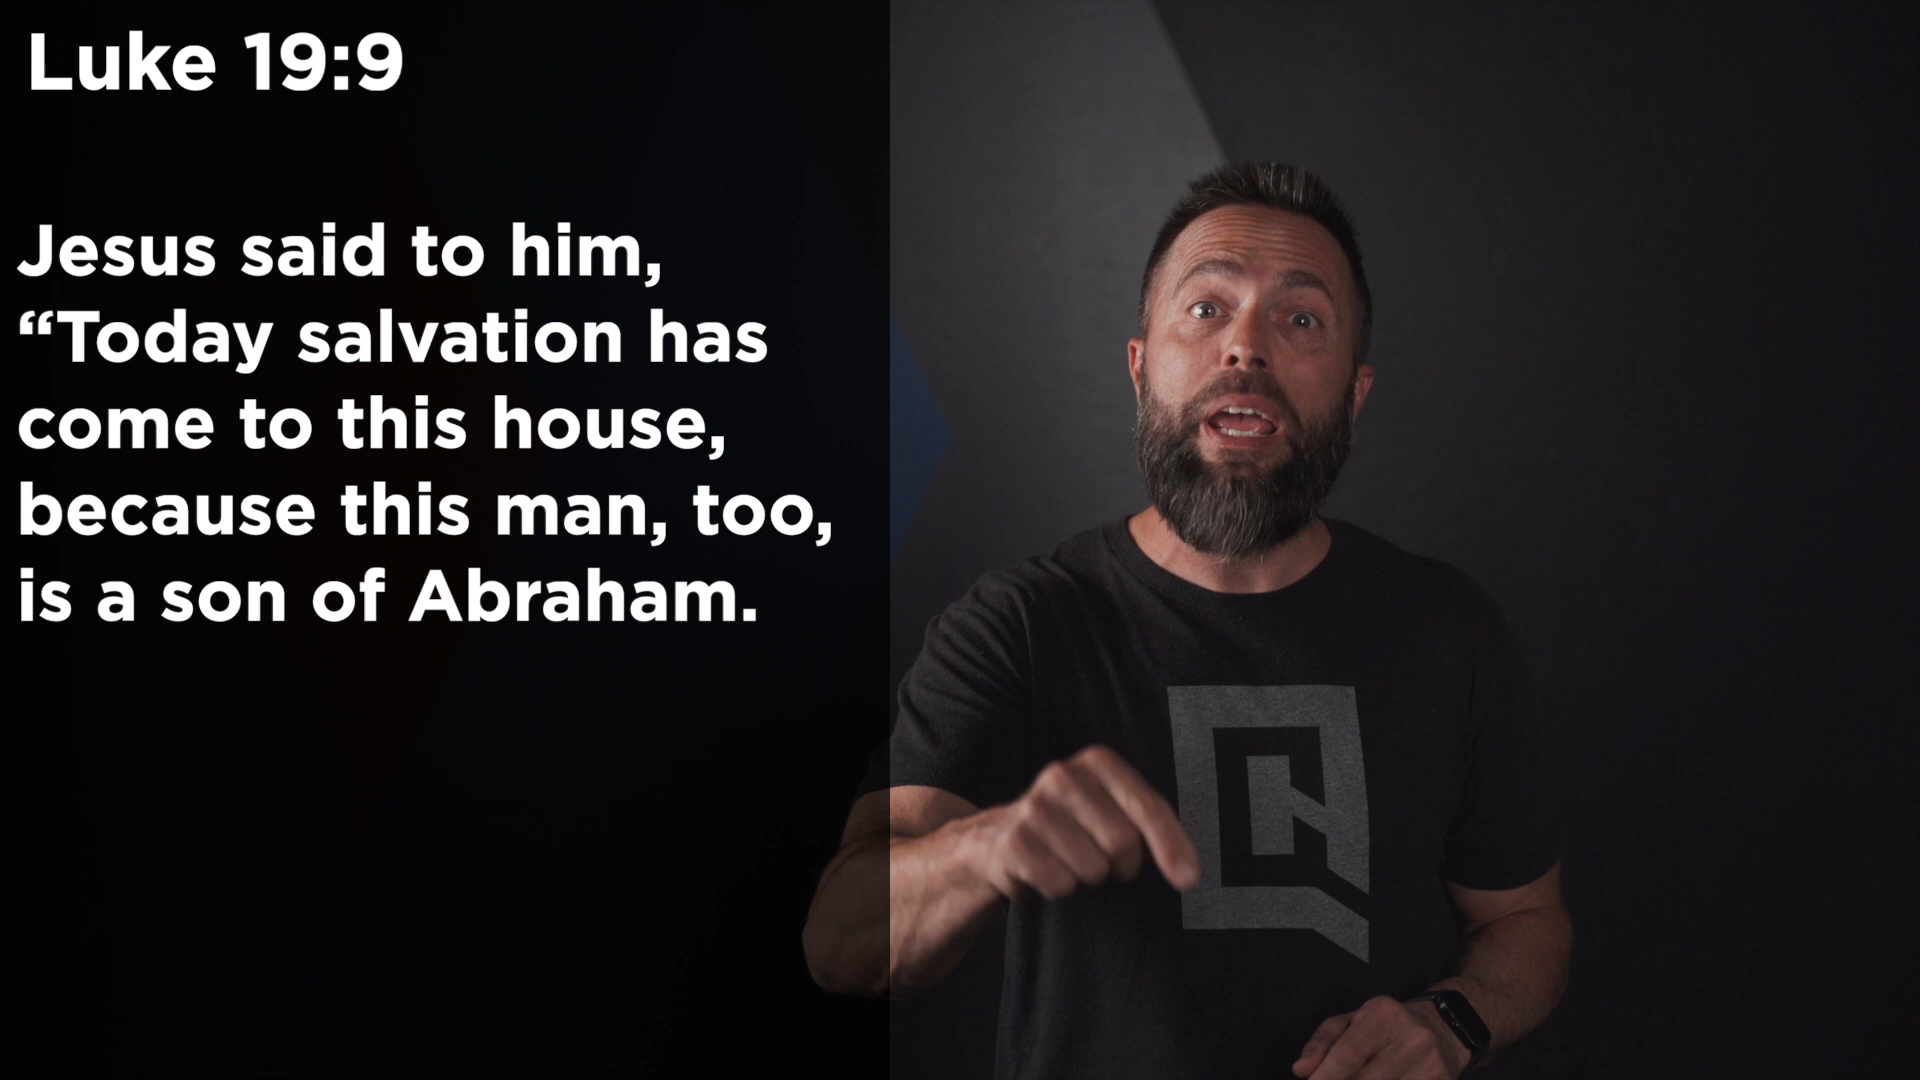 Luke 19:9
Jesus said to him,
“Today salvation has
come to this house,
because this man, too,
is a son of Abraham.